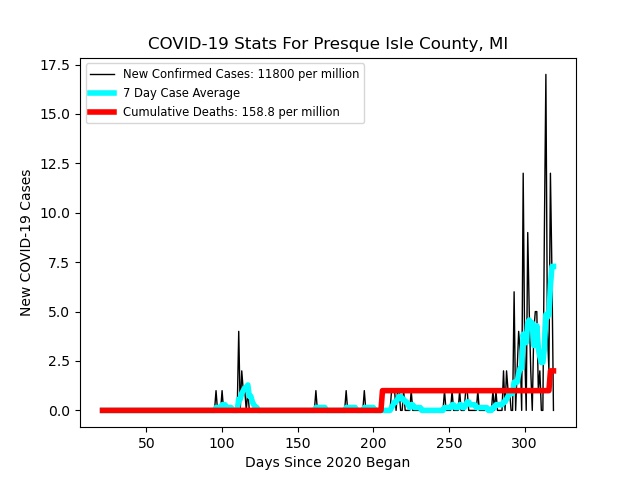 COVID-19 Stats For Presque Isle County, MI
New Confirmed Cases: 11800 per million
7 Day Case Average
Cumulative Deaths: 158.8 per million
New COVID-19 Cases
17.5
15.0
12.5
10.0
7.5
5.0
2.5
0.0
50 100 150 200 250 300
Days Since 2020 Began